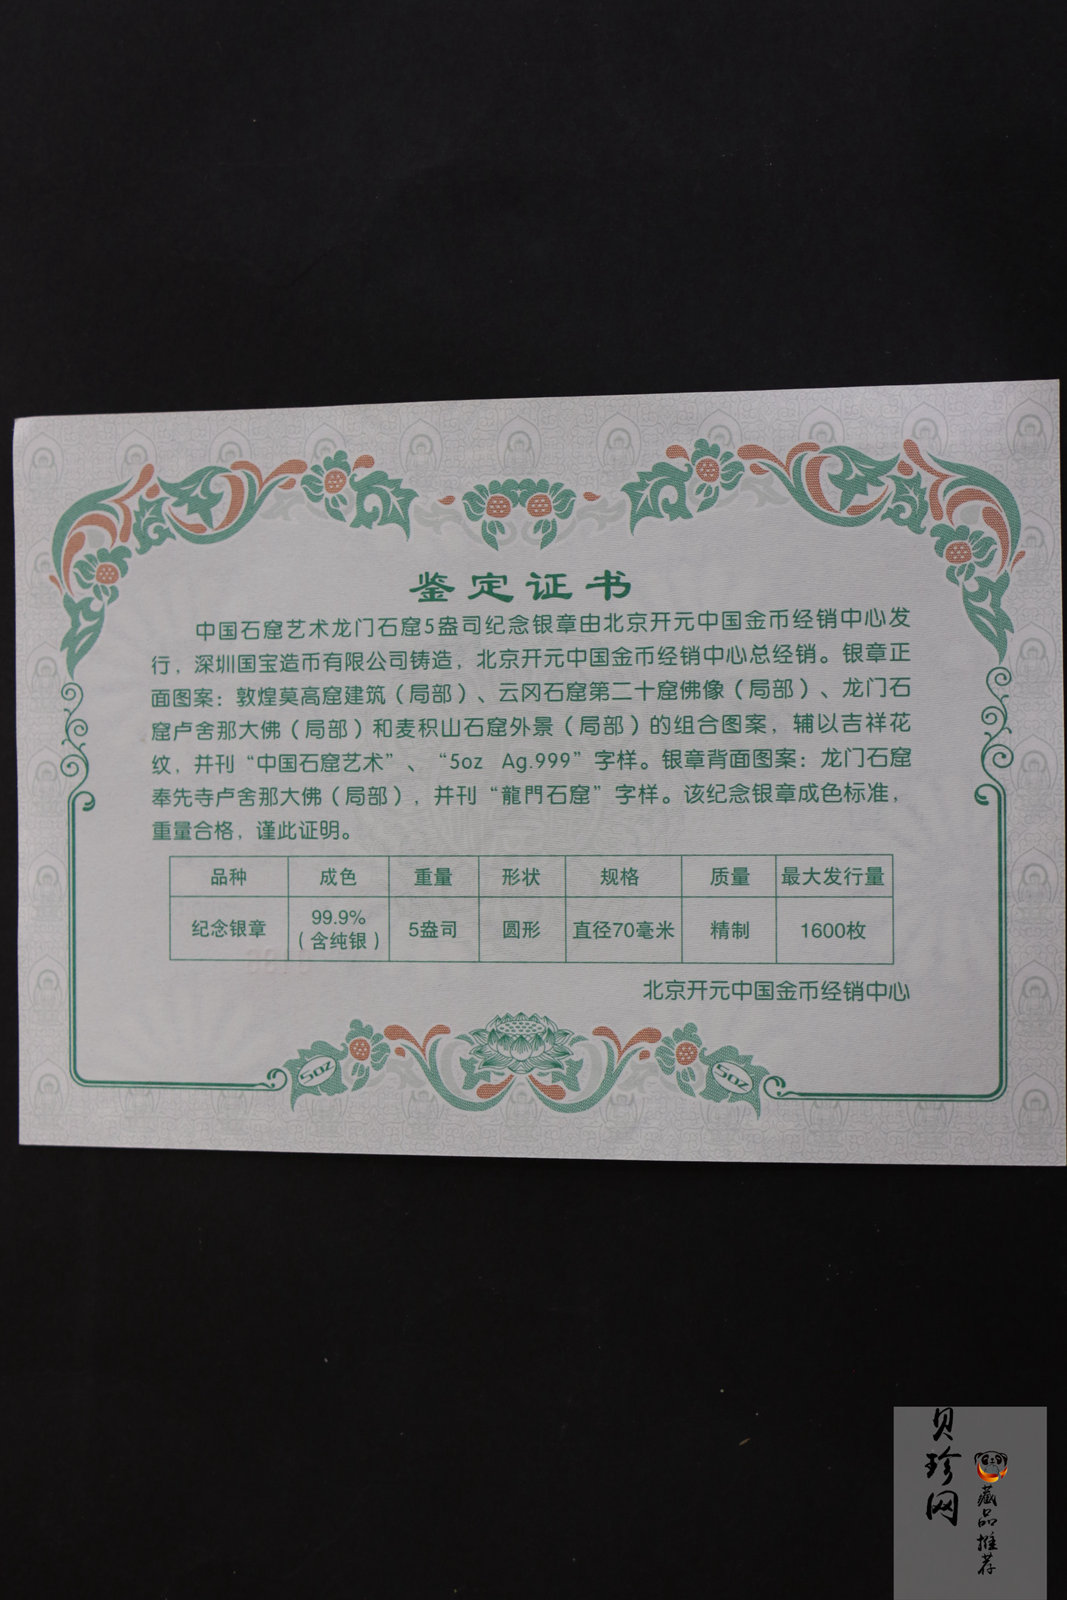 鉴定证书
中国石窟艺术龙门石窟5盎司纪念银章由北京开元中国金币经销中心发
行，深圳国宝造币有限公司铸造，北京开元中国金币经销中心总经销。银章正
面图案：敦煌莫高窟建筑（局部）、云冈石窟第二十窟佛像（局部）、龙门石
窟卢舍那大佛（局部）和麦积山石窟外景（局部）的组合图案，辅以吉祥花
纹，并刊“中国石窟艺术”、“5oz Ag.999”字样。银章背面图案：龙门石窟
奉先寺卢舍那大佛（局部），并刊“龍門石窟”字样。该纪念银章成色标准，
重量合格，谨此证明。
品种 成色 重量 形状 规格 质量 最大发行量
纪念银章 99.9%（含纯银） 5盎司 圆形 直径70毫米 精制 1600枚
北京开元中国金币经销中心
5oz 5oz
贝珍网
藏品推荐